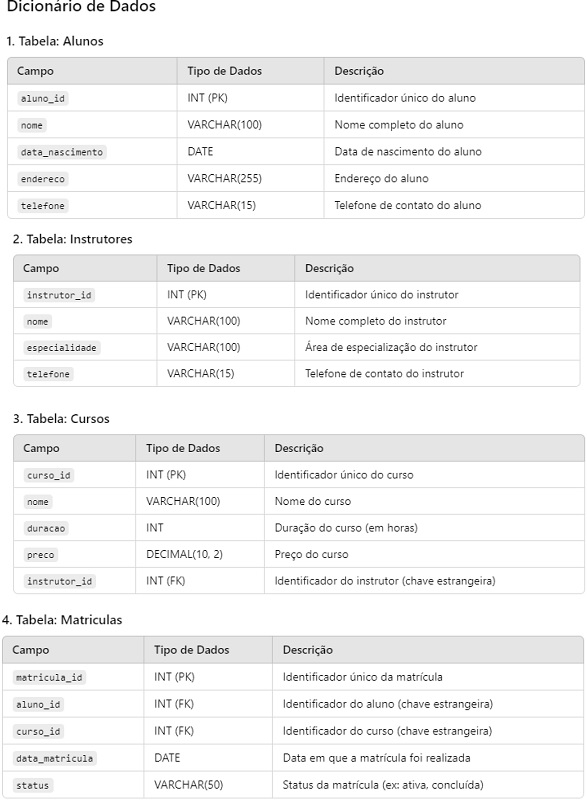 Dicionário de Dados
1. Tabela: Alunos
Campo Tipo de Dados Descrição
aluno_id INT (PK) Identificador único do aluno
nome VARCHAR(100) Nome completo do aluno
data_nascimento DATE Data de nascimento do aluno
endereco VARCHAR(255) Endereço do aluno
telefone VARCHAR(15) Telefone de contato do aluno
2. Tabela: Instrutores
Campo Tipo de Dados Descrição
instrutor_id INT (PK) Identificador único do instrutor
nome VARCHAR(100) Nome completo do instrutor
especialidade VARCHAR(100) Área de especialização do instrutor
telefone VARCHAR(15) Telefone de contato do instrutor
3. Tabela: Cursos
Campo Tipo de Dados Descrição
curso_id INT (PK) Identificador único do curso
nome VARCHAR(100) Nome do curso
duracao INT Duração do curso (em horas)
preco DECIMAL(10, 2) Preço do curso
instrutor_id INT (FK) Identificador do instrutor (chave estrangeira)
4. Tabela: Matriculas
Campo Tipo de Dados Descrição
matricula_id INT (PK) Identificador único da matrícula
aluno_id INT (FK) Identificador do aluno (chave estrangeira)
curso_id INT (FK) Identificador do curso (chave estrangeira)
data_matricula DATE Data em que a matrícula foi realizada
status VARCHAR(50) Status da matrícula (ex: ativa, concluída)